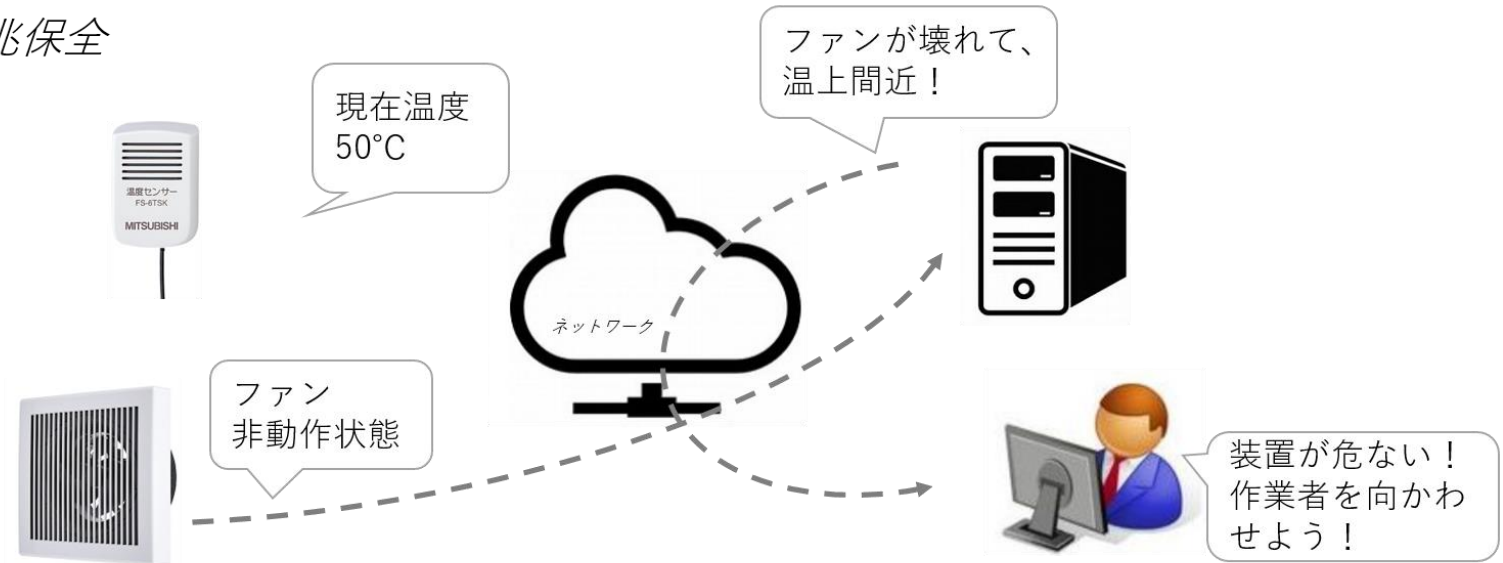 兆保全
ファンが壊れて、
温上間近！
現在温度
50°C
温度センサー
FS-6TSK
MITSUBISHI
ネットワーク
ファン
非動作状態
装置が危ない！
作業者を向かわ
せよう！